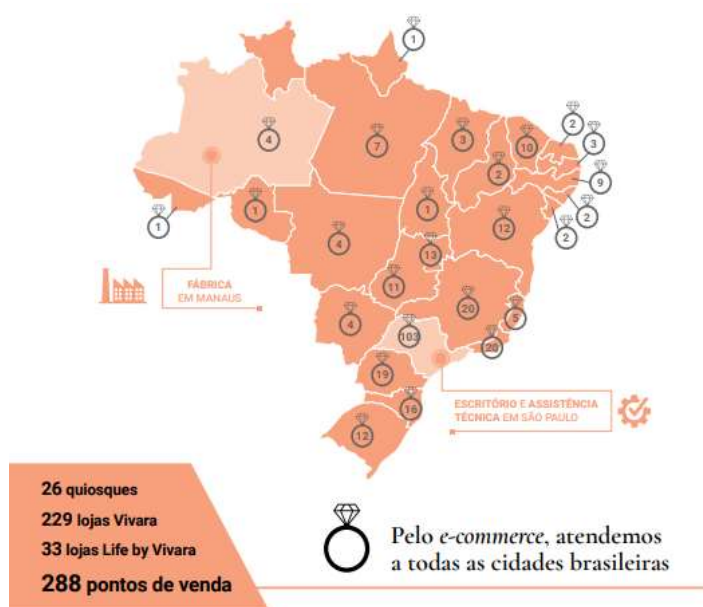 1
4
7
3
2
10
2
3
9
2
2
1
1
1
4
12
13
11
20
5
4
103
20
19
16
12
FÁBRICA
EM MANAUS
ESCRITÓRIO E ASSISTÊNCIA
TÉCNICA EM SÃO PAULO
26 quiosques
229 lojas Vivara
33 lojas Life by Vivara
288 pontos de venda
Pelo e-commerce, atendemos
a todas as cidades brasileiras